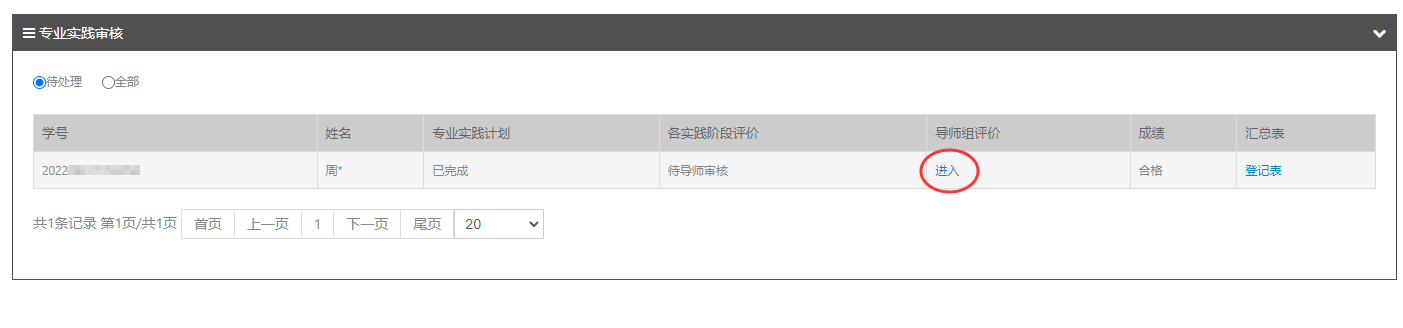 专业实践审核
待处理 全部
学号 姓名 专业实践计划 各实践阶段评价 导师组评价 成绩 汇总表
2022 周* 已完成 待导师审核 进入 合格 登记表
共1条记录 第1页/共1页 首页 上一页 1 下一页 尾页 20